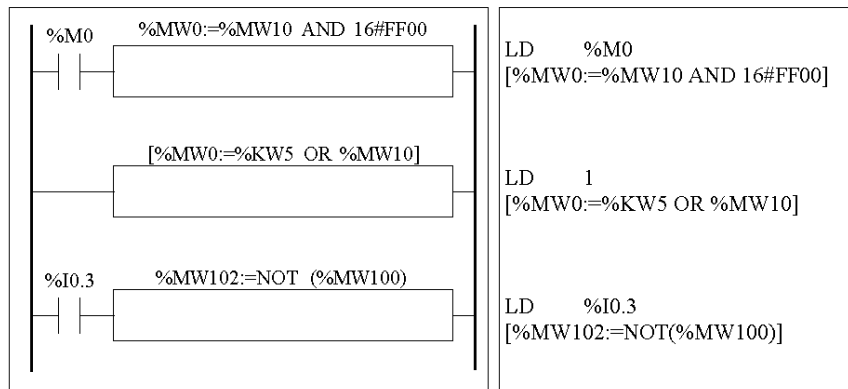 %M0
%MW0:=%MW10 AND 16#FF00
[%MW0:=%KW5 OR %MW10]
%I0.3
%MW102:=NOT (%MW100)
LD %M0
[%MW0:=%MW10 AND 16#FF00]
LD 1
[%MW0:=%KW5 OR %MW10]
LD %I0.3
[%MW102:=NOT(%MW100)]